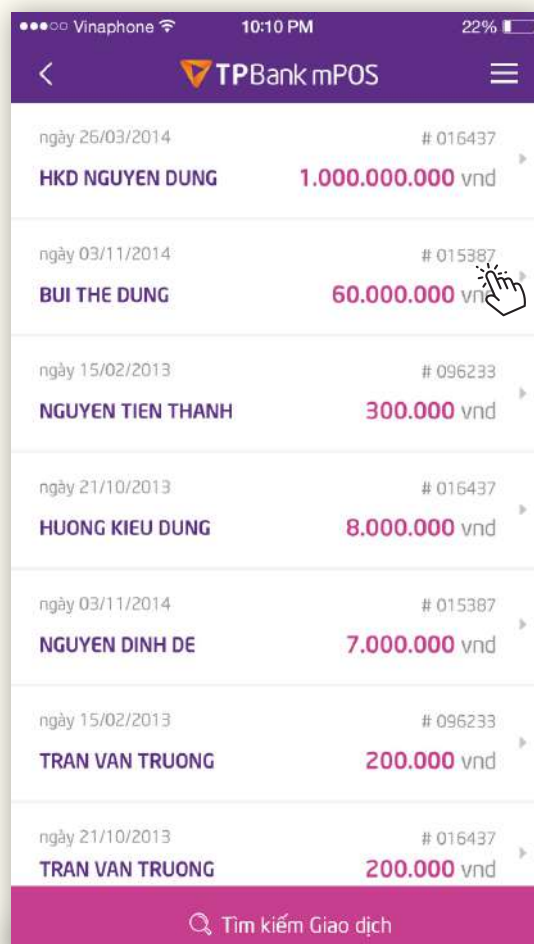 Vinaphone 10:10 PM 22%
TPBank mPOS
ngày 26/03/2014 # 016437
HKD NGUYEN DUNG 1.000.000.000 vnd
ngày 03/11/2014 # 015387
BUI THE DUNG 60.000.000 vnd
ngày 15/02/2013 # 096233
NGUYEN TIEN THANH 300.000 vnd
ngày 21/10/2013 # 016437
HUONG KIEU DUNG 8.000.000 vnd
ngày 03/11/2014 # 015387
NGUYEN DINH DE 7.000.000 vnd
ngày 15/02/2013 # 096233
TRAN VAN TRUONG 200.000 vnd
ngày 21/10/2013 # 016437
TRAN VAN TRUONG 200.000 vnd
Tìm kiếm Giao dịch